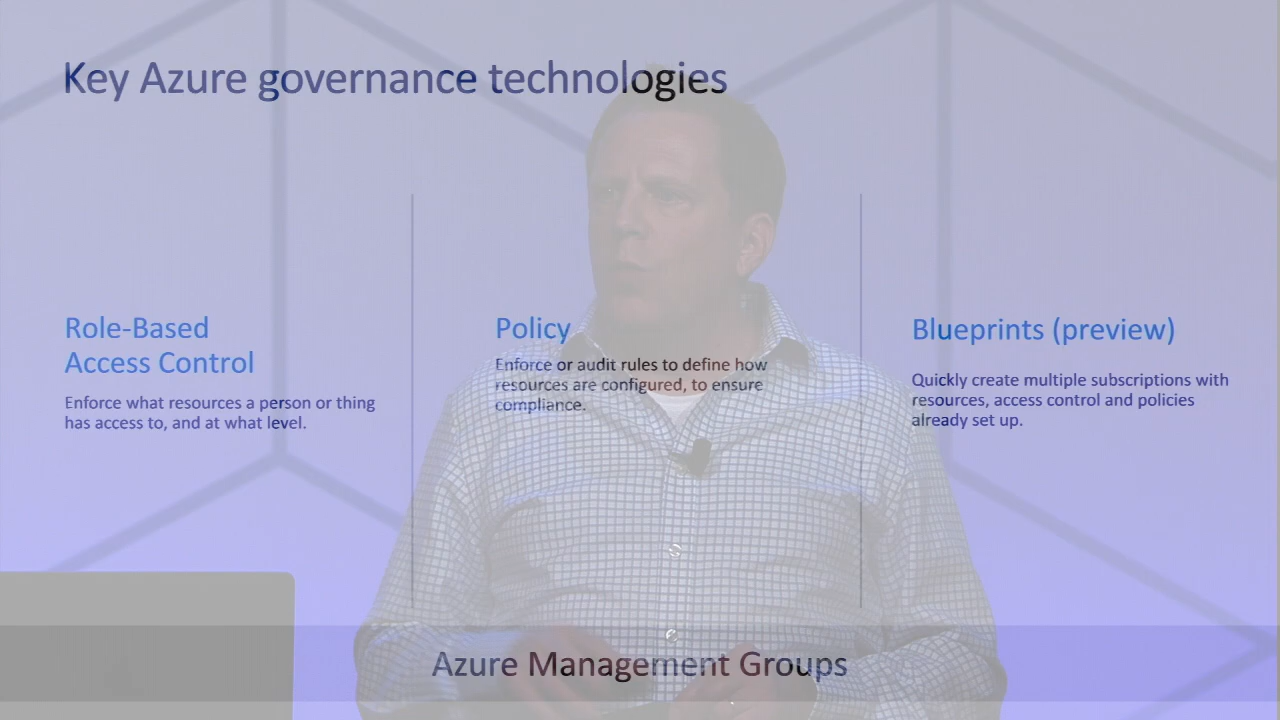 Key Azure governance technologies
Role-Based
Access Control
Enforce what resources a person or thing
has access to, and at what level.
Policy
Enforce or audit rules to define how
resources are configured, to ensure
compliance.
Blueprints (preview)
Quickly create multiple subscriptions with
resources, access control and policies
already set up.
Azure Management Groups